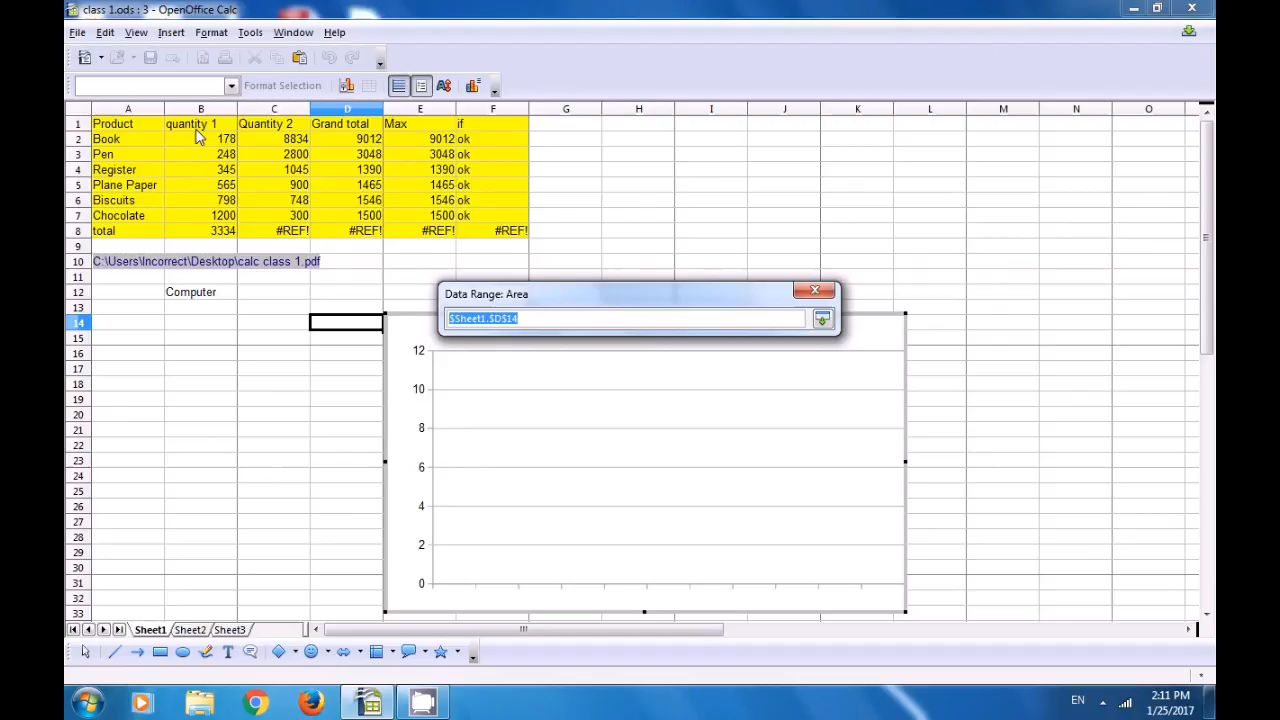 class 1.ods : 3 - OpenOffice Calc
File Edit View Insert Format Tools Window Help
Format Selection
A B C D E F G H I J K L M N O
1 Product quantity 1 Quantity 2 Grand total Max if
2 Book 178 8834 9012 9012 ok
3 Pen 248 2800 3048 3048 ok
4 Register 345 1045 1390 1390 ok
5 Plane Paper 565 900 1465 1465 ok
6 Biscuits 798 748 1546 1546 ok
7 Chocolate 1200 300 1500 1500 ok
8 total 3334 #REF! #REF! #REF! #REF!
9
10 C:\Users\Incorrect\Desktop\calc class 1.pdf
11
12 Computer
13
14
15
16
17
18
19
20
21
22
23
24
25
26
27
28
29
30
31
32
33
Data Range: Area
$Sheet1.$D$14
12
10
8
6
4
2
0
Sheet1 Sheet2 Sheet3
EN
2:11 PM
1/25/2017